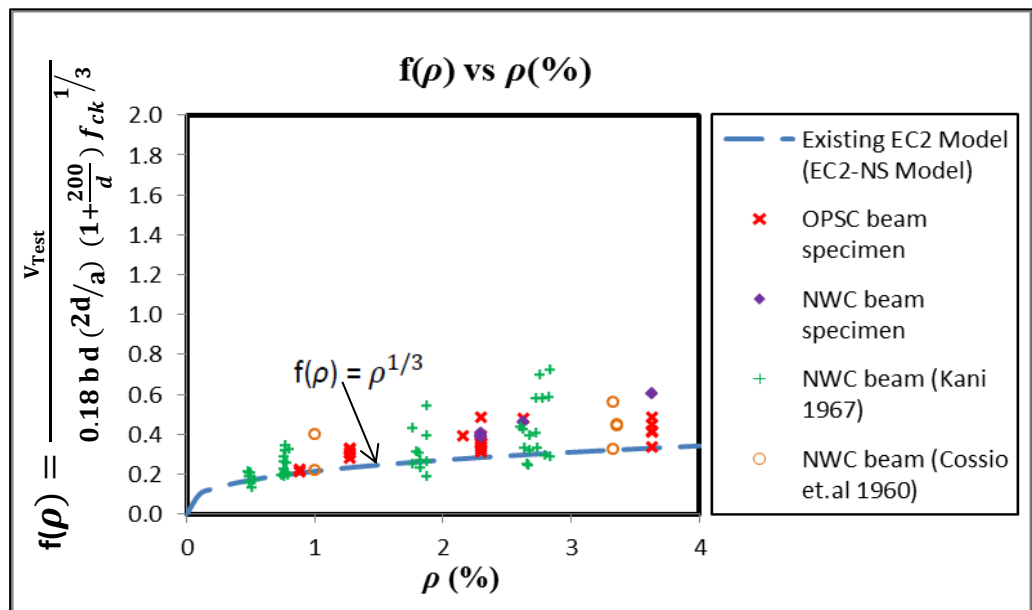 f(ρ) vs ρ(%)
f(ρ) = V_Test / 0.18 b d (2d/a) (1+200/d) f_ck^1/3
2.0
1.8
1.6
1.4
1.2
1.0
0.8
0.6
0.4
0.2
0.0
f(ρ) = ρ^1/3
0 1 2 3 4
ρ (%)
Existing EC2 Model
(EC2-NS Model)
OPSC beam
specimen
NWC beam
specimen
NWC beam (Kani
1967)
NWC beam (Cossio
et.al 1960)